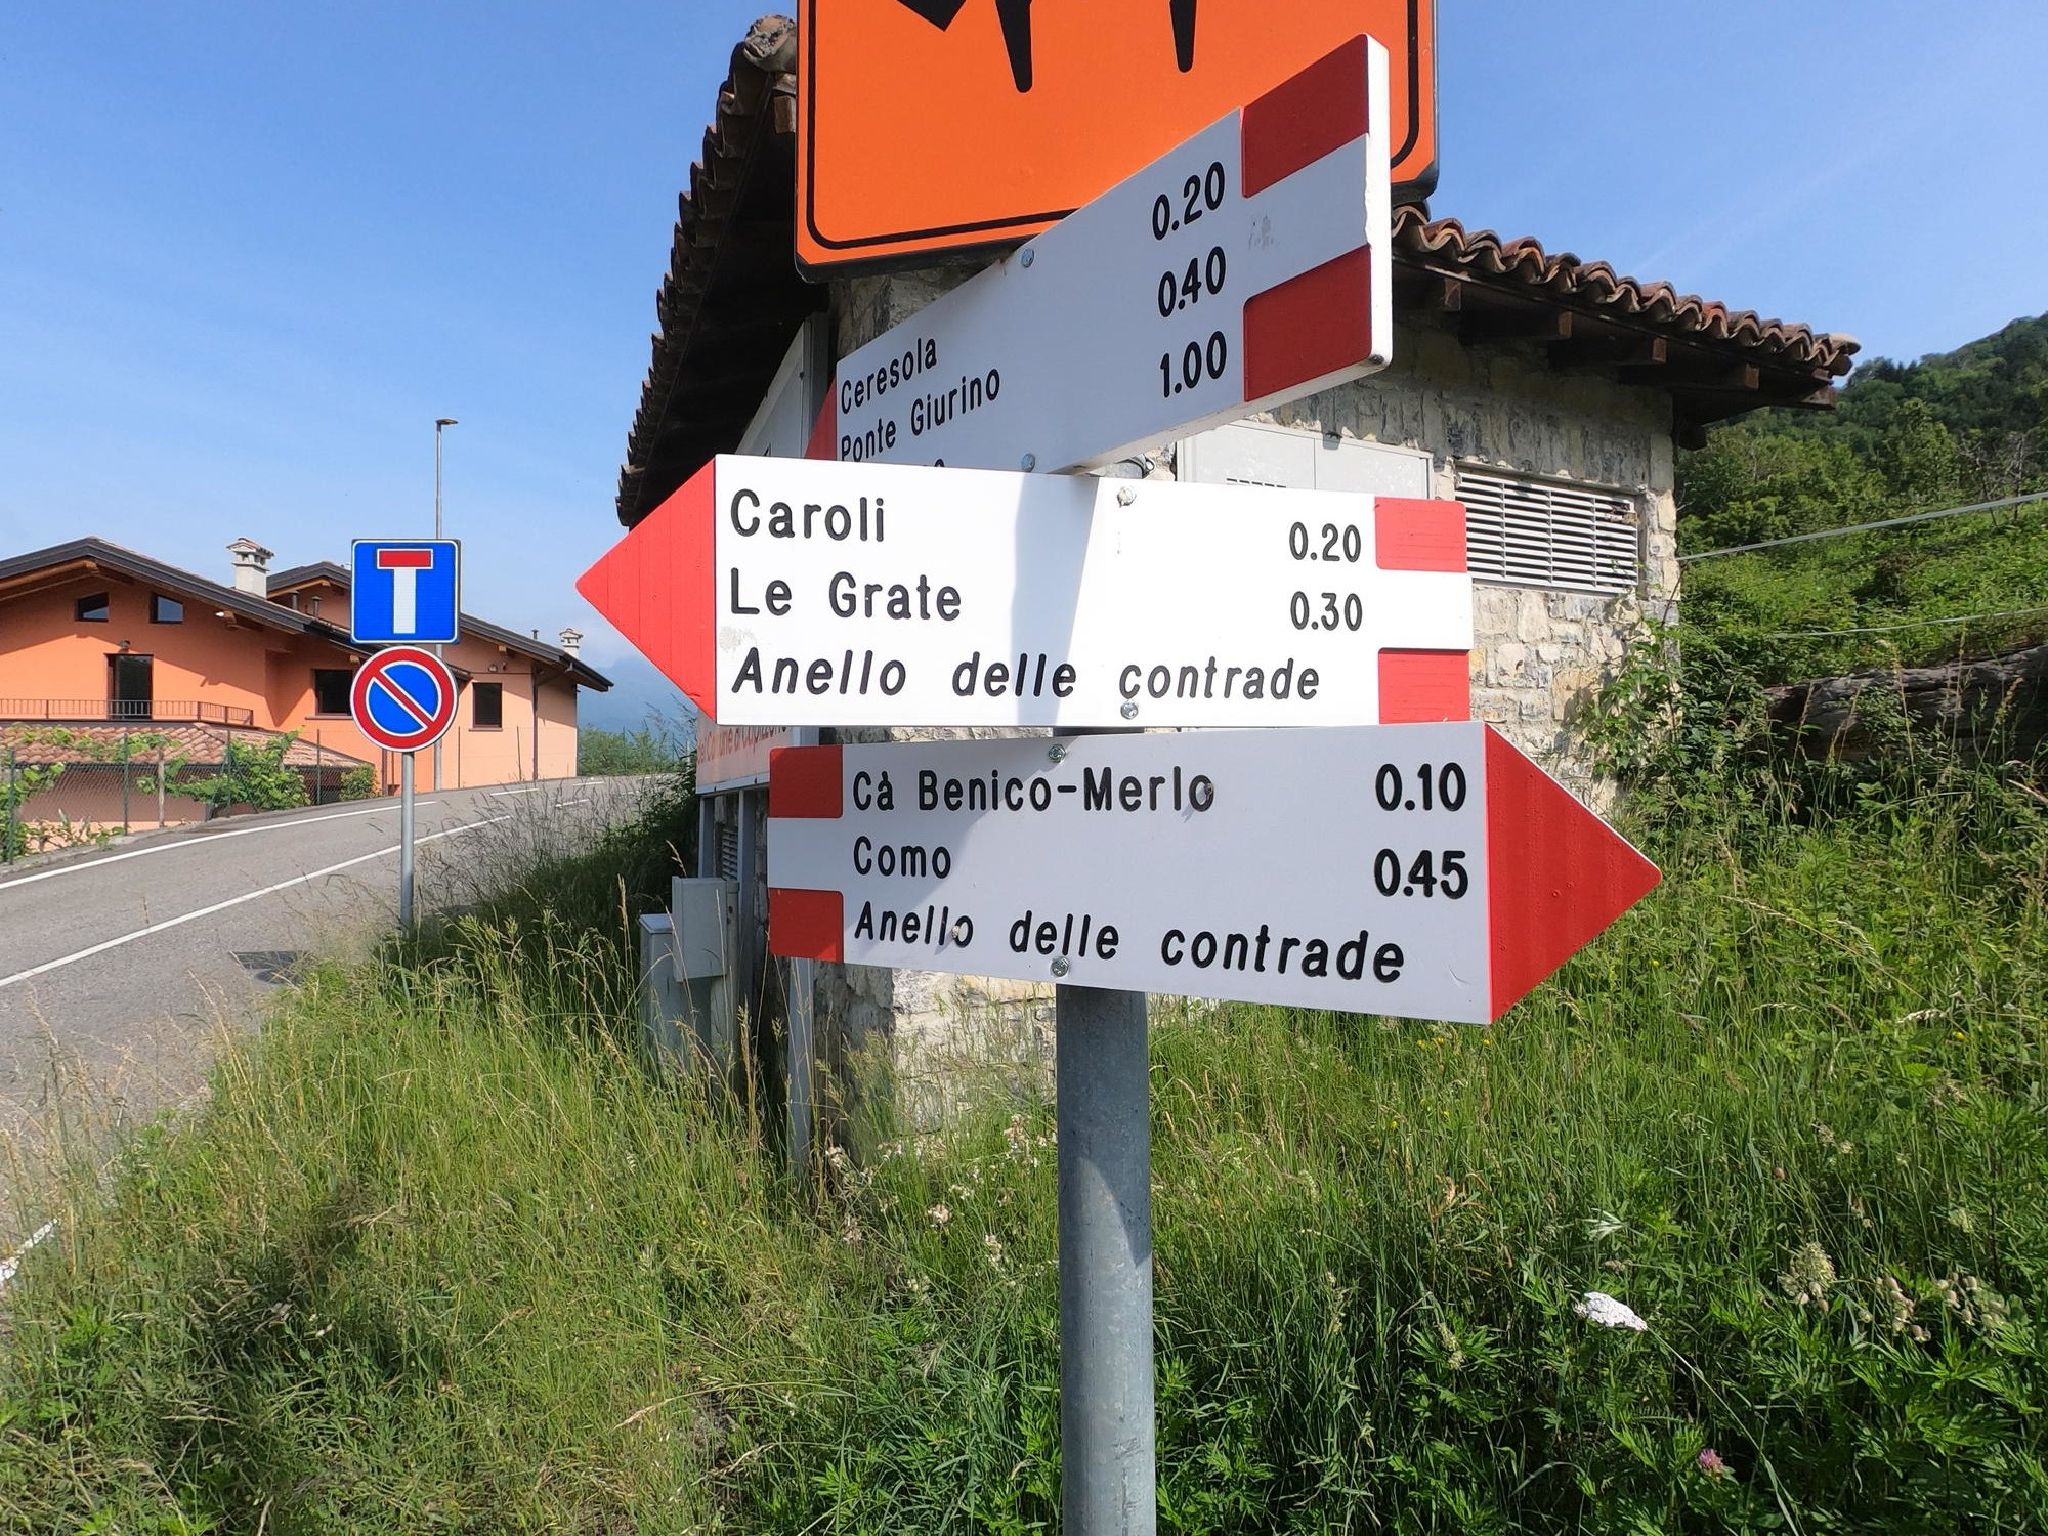 Ceresola 0.20
Ponte Giurino 0.40
1.00
Caroli 0.20
Le Grate 0.30
Anello delle contrade
Cà Benico-Merlo 0.10
Como 0.45
Anello delle contrade